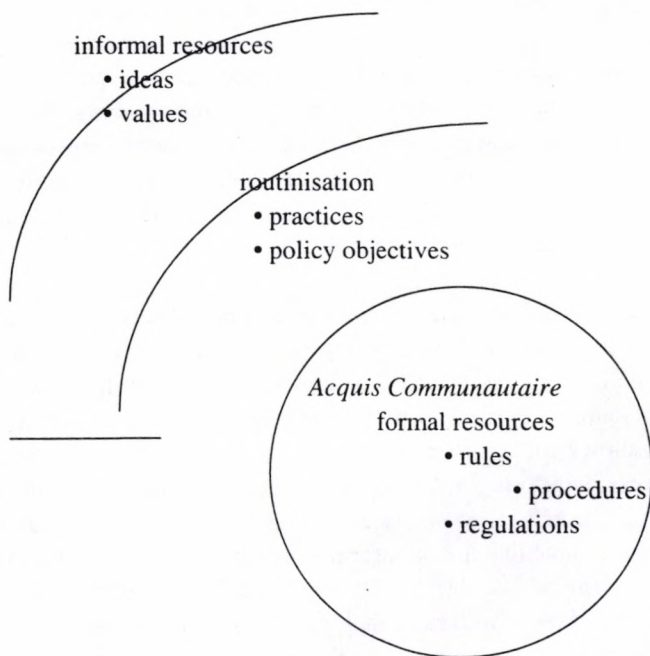 informal resources
• ideas
• values
routinisation
• practices
• policy objectives
Acquis Communautaire
formal resources
• rules
• procedures
• regulations